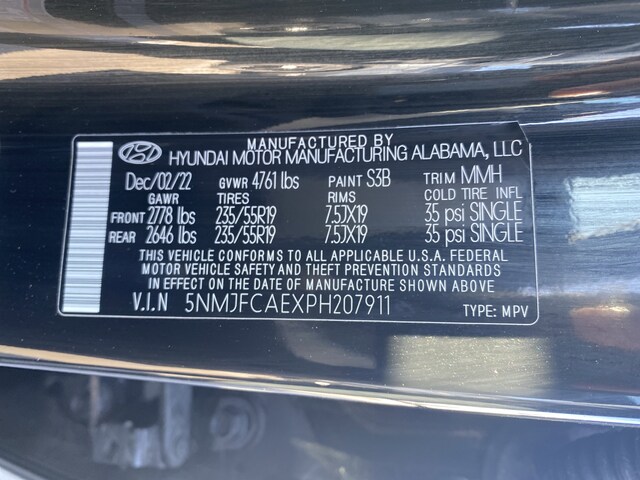 MANUFACTURED BY
HYUNDAI MOTOR MANUFACTURING ALABAMA, LLC
Dec/02/22 GVWR 4761 lbs PAINT S3B TRIM MMH
GAWR TIRES RIMS COLD TIRE INFL
FRONT 2778 lbs 235/55R19 7.5JX19 35 psi SINGLE
REAR 2646 lbs 235/55R19 7.5JX19 35 psi SINGLE
THIS VEHICLE CONFORMS TO ALL APPLICABLE U.S.A. FEDERAL
MOTOR VEHICLE SAFETY, BUMPER, AND THEFT PREVENTION
STANDARDS IN EFFECT ON THE DATE OF MANUFACTURE SHOWN ABOVE
V.I.N 5NMJFCAEXPH207911 TYPE: MPV